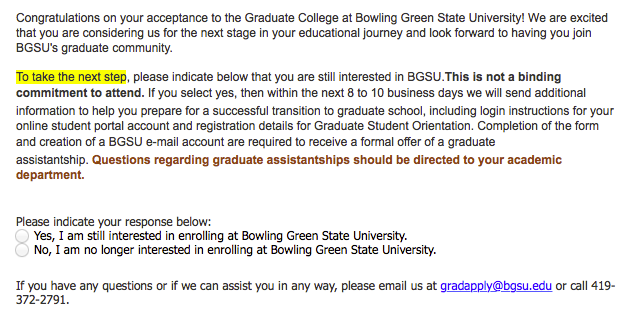 Congratulations on your acceptance to the Graduate College at Bowling Green State University! We are excited
that you are considering us for the next stage in your educational journey and look forward to having you join
BGSU's graduate community.
To take the next step, please indicate below that you are still interested in BGSU.This is not a binding
commitment to attend. If you select yes, then within the next 8 to 10 business days we will send additional
information to help you prepare for a successful transition to graduate school, including login instructions for your
online student portal account and registration details for Graduate Student Orientation. Completion of the form
and creation of a BGSU e-mail account are required to receive a formal offer of a graduate
assistantship. Questions regarding graduate assistantships should be directed to your academic
department.
Please indicate your response below:
Yes, I am still interested in enrolling at Bowling Green State University.
No, I am no longer interested in enrolling at Bowling Green State University.
If you have any questions or if we can assist you in any way, please email us at gradapply@bgsu.edu or call 419-
372-2791.